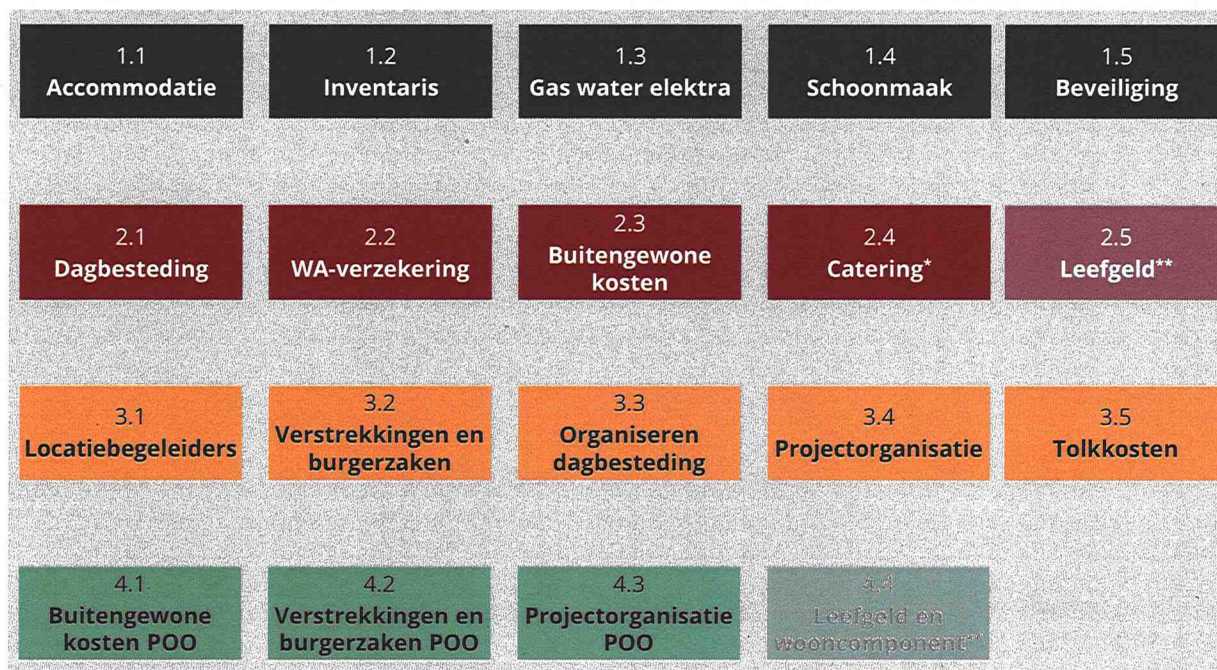 1.1
Accommodatie
1.2
Inventaris
1.3
Gas water elektra
1.4
Schoonmaak
1.5
Beveiliging
2.1
Dagbesteding
2.2
WA-verzekering
2.3
Buitengewone
kosten
2.4
Catering*
2.5
Leefgeld**
3.1
Locatiebegeleiders
3.2
Verstrekkingen en
burgerzaken
3.3
Organiseren
dagbesteding
3.4
Projectorganisatie
3.5
Tolkkosten
4.1
Buitengewone
kosten POO
4.2
Verstrekkingen en
burgerzaken POO
4.3
Projectorganisatie
POO
4.4
Leefgeld en
wooncomponent**